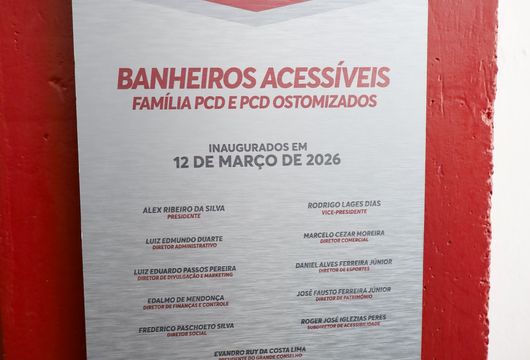 BANHEIROS ACESSÍVEIS
FAMÍLIA PCD E PCD OSTOMIZADOS
INAUGURADOS EM
12 DE MARÇO DE 2026
ALEX RIBEIRO DA SILVA
PRESIDENTE
RODRIGO LAGES DIAS
VICE-PRESIDENTE
LUIZ EDMUNDO DUARTE
DIRETOR ADMINISTRATIVO
MARCELO CEZAR MOREIRA
DIRETOR COMERCIAL
LUIZ EDUARDO PASSOS PEREIRA
DIRETOR DE DIVULGAÇÃO E MARKETING
DANIEL ALVES FERREIRA JÚNIOR
DIRETOR DE ESPORTES
EDALMO DE MENDONÇA
DIRETOR DE FINANÇAS E CONTROLE
JOSÉ FAUSTO FERREIRA JÚNIOR
DIRETOR DE PATRIMÔNIO
FREDERICO PASCHOETO SILVA
DIRETOR SOCIAL
ROGER JOSÉ IGLEZIAS PERES
SUBDIRETOR DE ACESSIBILIDADE
EVANDRO RUY DA COSTA LIMA
PRESIDENTE DO GRANDE CONSELHO